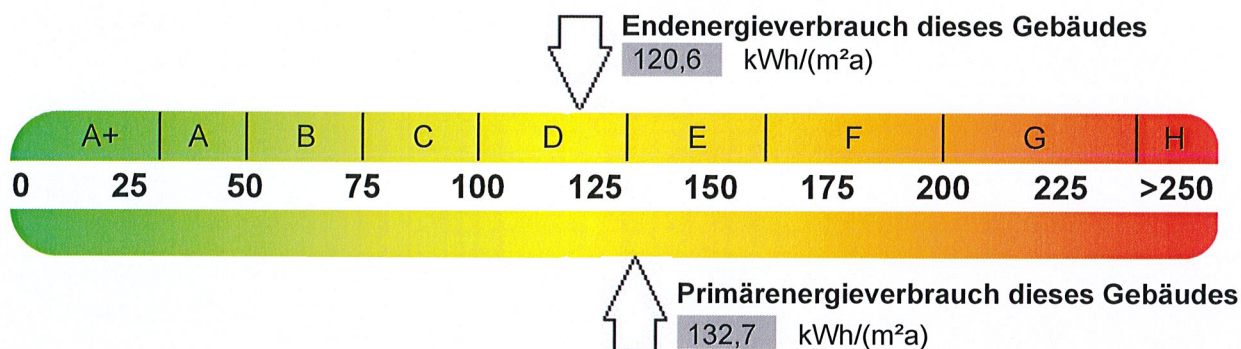 Endenergieverbrauch dieses Gebäudes
120,6 kWh/(m²a)
A+ A B C D E F G H
0 25 50 75 100 125 150 175 200 225 >250
Primärenergieverbrauch dieses Gebäudes
132,7 kWh/(m²a)